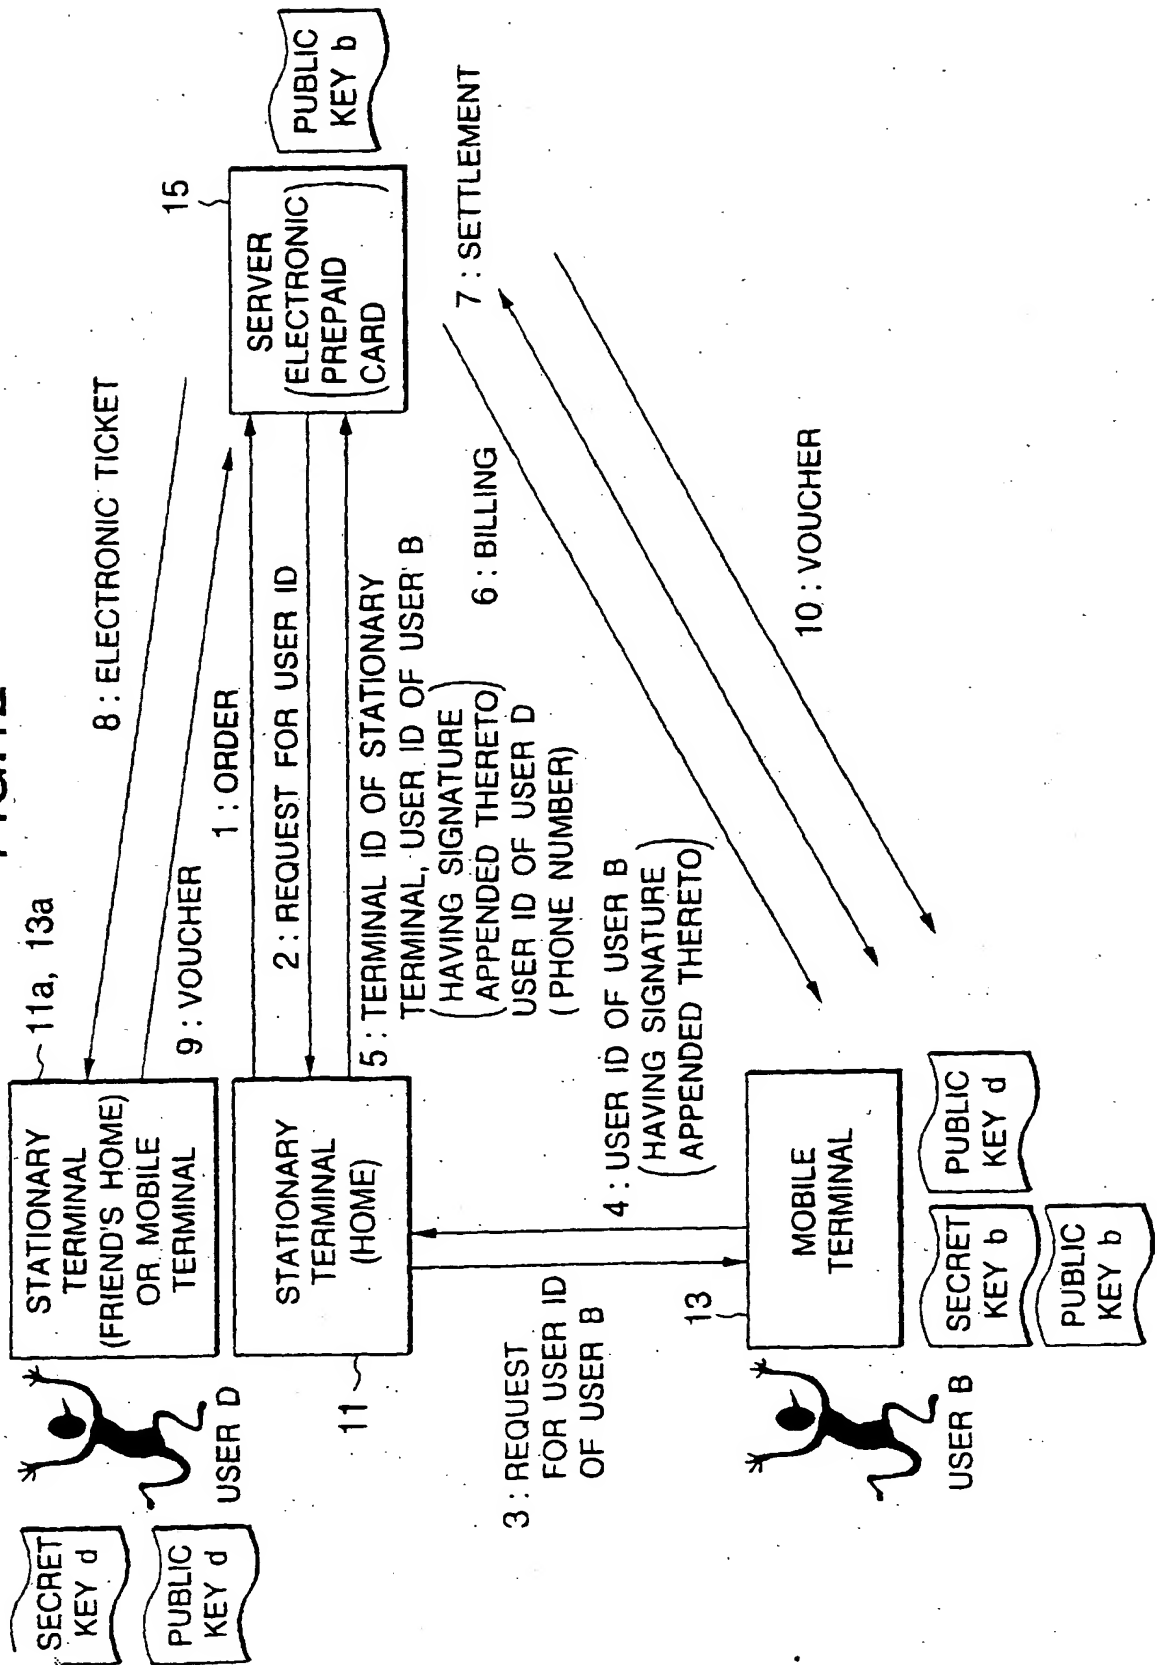 8 : ELECTRONIC TICKET
11a, 13a
9 : VOUCHER
1 : ORDER
2 : REQUEST FOR USER ID
5 : TERMINAL ID OF STATIONARY
TERMINAL, USER ID OF USER B
(HAVING SIGNATURE
APPENDED THERETO)
USER ID OF USER D
(PHONE NUMBER)
15
SERVER
(ELECTRONIC
PREPAID
CARD)
PUBLIC
KEY b
7 : SETTLEMENT
6 : BILLING
10 : VOUCHER
SECRET
KEY d
PUBLIC
KEY d
USER D
STATIONARY
TERMINAL
(FRIEND'S HOME)
OR MOBILE
TERMINAL
STATIONARY
TERMINAL
(HOME)
11
3 : REQUEST
FOR USER ID
OF USER B
4 : USER ID OF USER B
(HAVING SIGNATURE
APPENDED THERETO)
13
MOBILE
TERMINAL
USER B
SECRET
KEY b
PUBLIC
KEY d
PUBLIC
KEY b